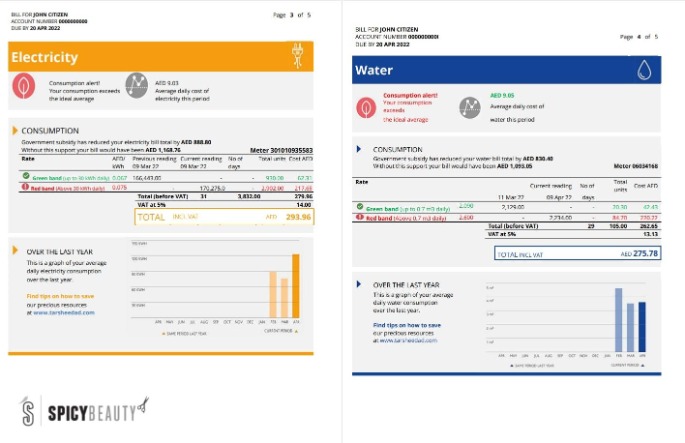 BILL FOR JOHN CITIZEN
ACCOUNT NUMBER 0000000000
DUE BY 20 APR 2022
Page 3 of 5
Electricity
Consumption alert!
Your consumption exceeds
the ideal average
AED 9.03
Average daily cost of
electricity this period
CONSUMPTION
Government subsidy has reduced your electricity bill total by AED 888.80
Without this support your bill would have been AED 1,168.76
Meter 301010935583
Rate AED/ kWh Previous reading 09 Mar 22 Current reading 09 Mar 22 No of days Total units Cost AED
Green band (up to 30 kWh daily) 0.067 166,443.00 - - 930.00 62.31
Red band (Above 30 kWh daily) 0.075 - 170,275.0 - 2,902.00 217.65
Total (before VAT) 31 3,832.00 279.96
VAT at 5% 14.00
TOTAL INCL VAT AED 293.96
OVER THE LAST YEAR
This is a graph of your average
daily electricity consumption
over the last year.
Find tips on how to save
our precious resources
at www.tarsheedad.com
APR MAY JUN JUL AUG SEP OCT NOV DEC JAN FEB MAR APR
SAME PERIOD LAST YEAR
CURRENT PERIOD
SPICYBEAUTY
BILL FOR JOHN CITIZEN
ACCOUNT NUMBER
DUE BY 20 APR 2022
Page 4 of 5
Water
Consumption alert!
Your consumption
exceeds
the ideal average
AED 9.05
Average daily cost of
water this period
CONSUMPTION
Government subsidy has reduced your water bill total by AED 830.40
Without this support your bill would have been AED 1,093.05
Meter 06034168
Rate Current reading No of Total units Cost AED
11 Mar 22 09 Apr 22 days
Green band (up to 0.7 m3 daily) 2.090 2,129.00 - - 20.30 62.43
Red band (Above 0.7 m3 daily) 2.600 - 2,234.00 - 84.70 220.22
Total (before VAT) 29 105.00 262.65
VAT at 5% 13.13
TOTAL INCL VAT AED 275.78
OVER THE LAST YEAR
This is a graph of your average
daily water consumption
over the last year.
Find tips on how to save
our precious resources
at www.tarsheedad.com
APR MAY JUN JUL AUG SEP OCT NOV DEC JAN FEB MAR APR
SAME PERIOD LAST YEAR
CURRENT PERIOD